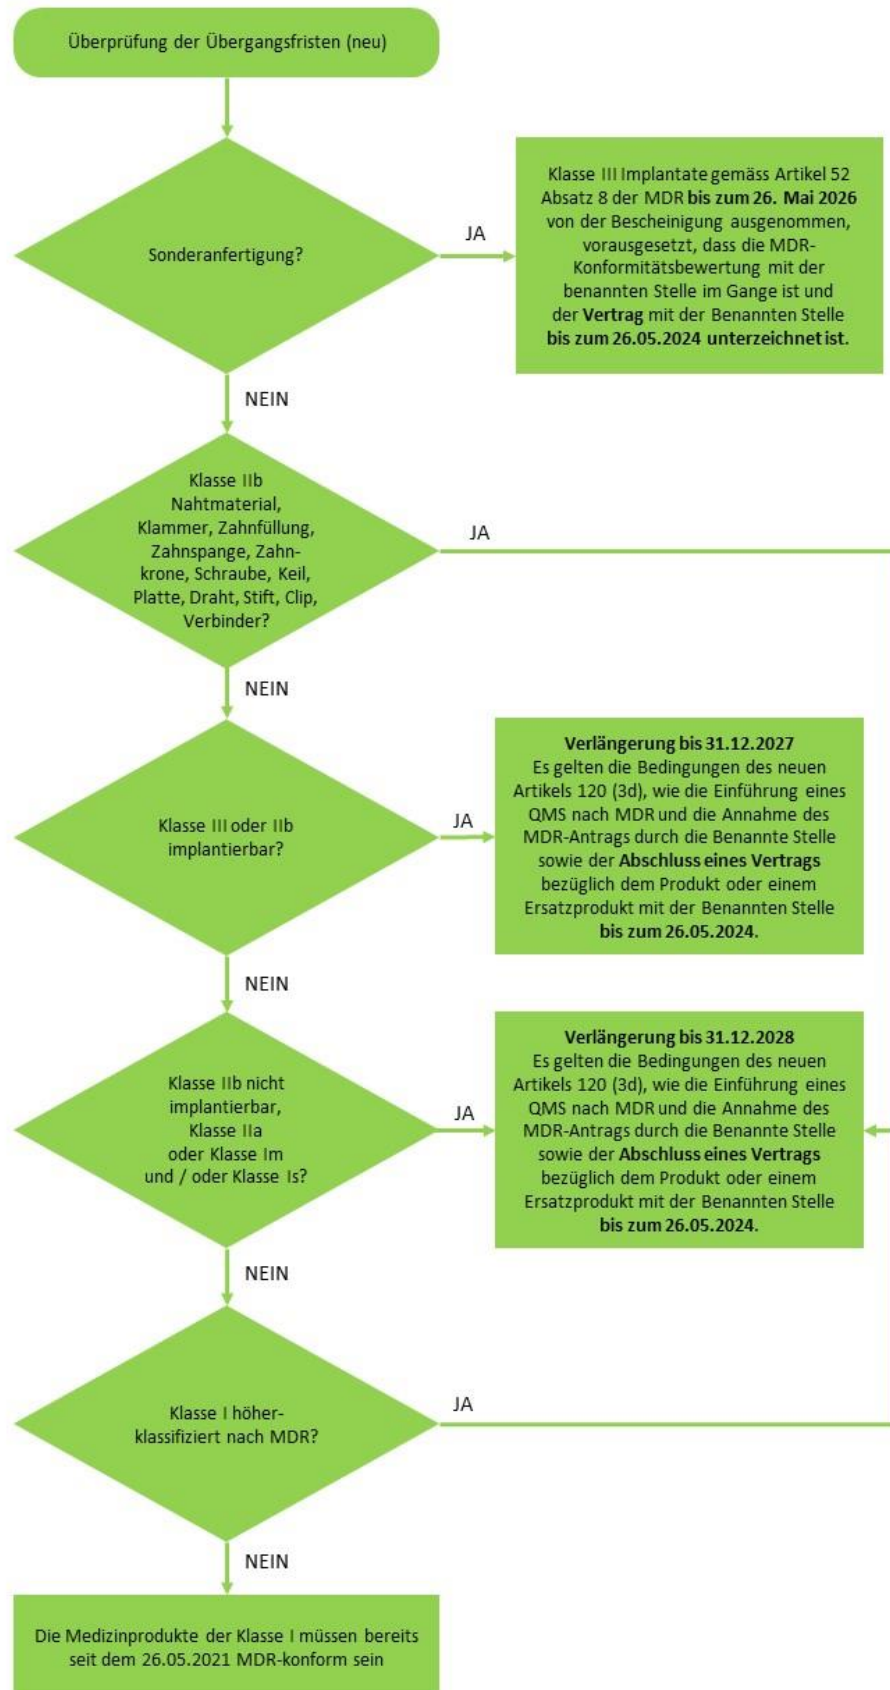 Überprüfung der Übergangsfristen (neu)
Sonderanfertigung?
JA
Klasse III Implantate gemäss Artikel 52
Absatz 8 der MDR bis zum 26. Mai 2026
von der Bescheinigung ausgenommen,
vorausgesetzt, dass die MDR-
Konformitätsbewertung mit der
benannten Stelle im Gange ist und
der Vertrag mit der Benannten Stelle
bis zum 26.05.2024 unterzeichnet ist.
NEIN
Klasse IIb
Nahtmaterial,
Klammer, Zahnfüllung,
Zahnspange, Zahn-
krone, Schraube, Keil,
Platte, Draht, Stift, Clip,
Verbinder?
JA
NEIN
Klasse III oder IIb
implantierbar?
JA
Verlängerung bis 31.12.2027
Es gelten die Bedingungen des neuen
Artikels 120 (3d), wie die Einführung eines
QMS nach MDR und die Annahme des
MDR-Antrags durch die Benannte Stelle
sowie der Abschluss eines Vertrags
bezüglich dem Produkt oder einem
Ersatzprodukt mit der Benannten Stelle
bis zum 26.05.2024.
NEIN
Klasse IIb nicht
implantierbar,
Klasse IIa
oder Klasse Im
und / oder Klasse Is?
JA
Verlängerung bis 31.12.2028
Es gelten die Bedingungen des neuen
Artikels 120 (3d), wie die Einführung eines
QMS nach MDR und die Annahme des
MDR-Antrags durch die Benannte Stelle
sowie der Abschluss eines Vertrags
bezüglich dem Produkt oder einem
Ersatzprodukt mit der Benannten Stelle
bis zum 26.05.2024.
NEIN
Klasse I höher-
klassifiziert nach MDR?
JA
NEIN
Die Medizinprodukte der Klasse I müssen bereits
seit dem 26.05.2021 MDR-konform sein